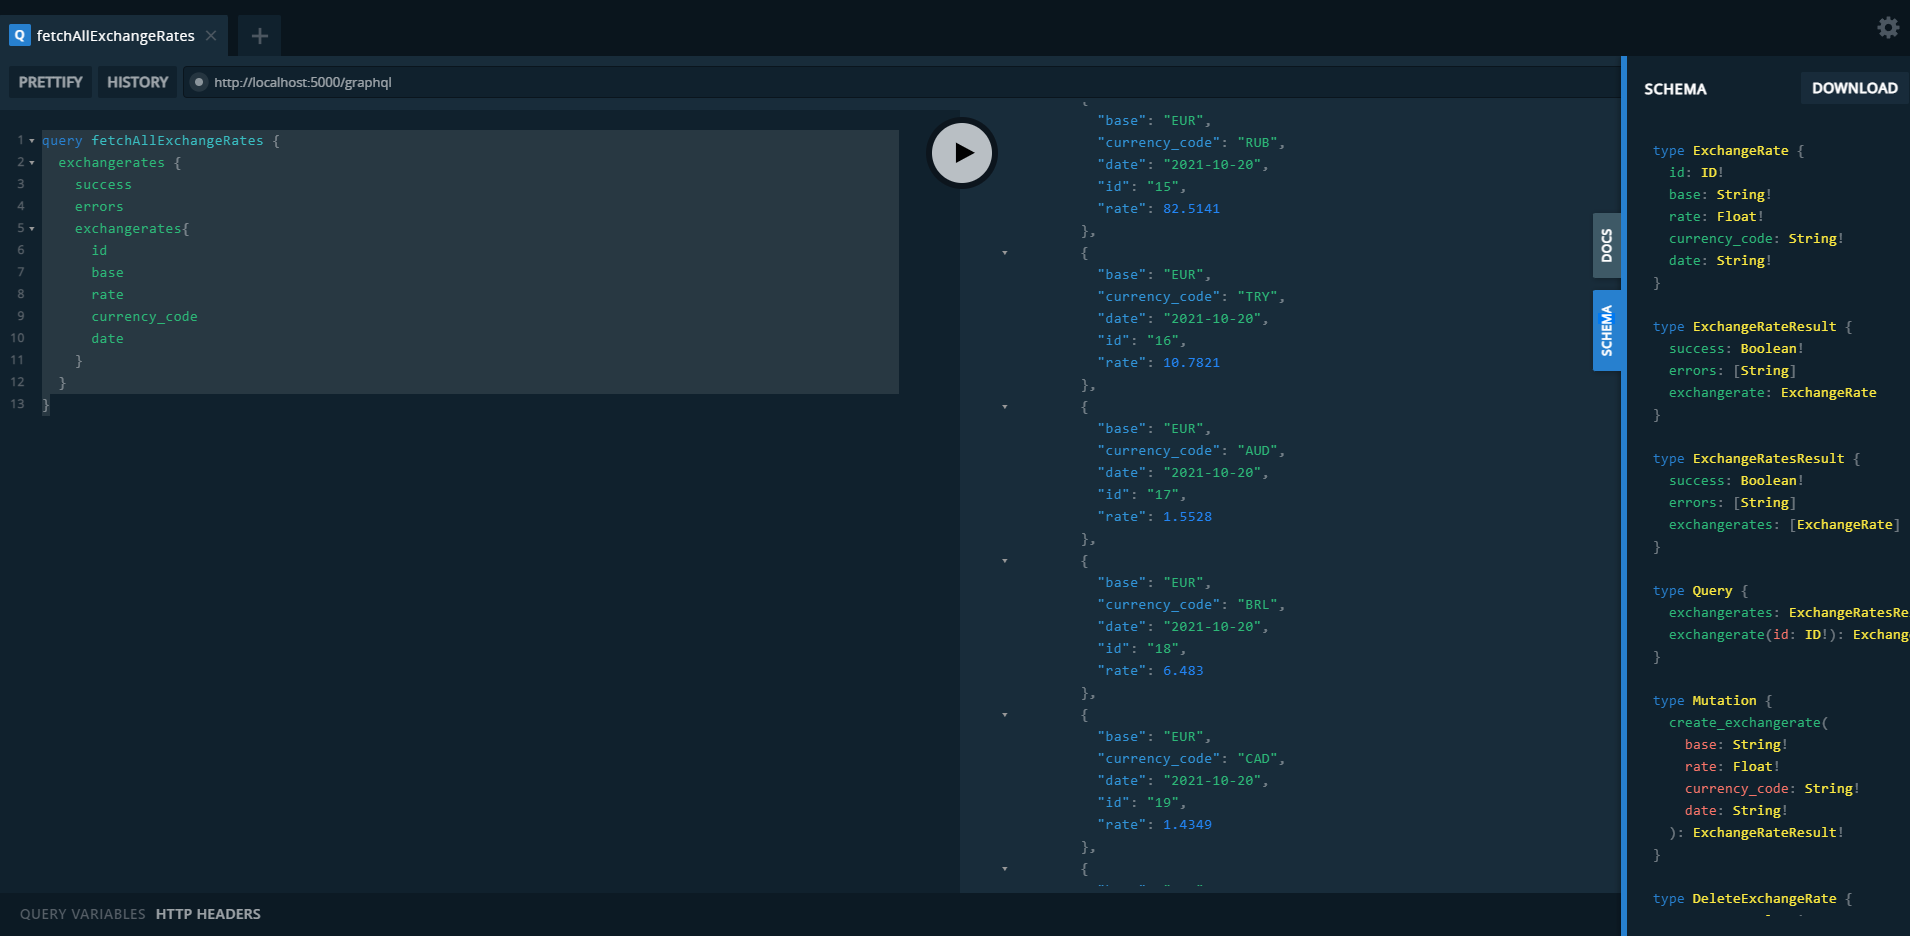 Q fetchAllExchangeRates × +
PRETTIFY HISTORY http://localhost:5000/graphql
1 query fetchAllExchangeRates {
2 exchangerates {
3 success
4 errors
5 exchangerates{
6 id
7 base
8 rate
9 currency_code
10 date
11 }
12 }
13 }
{
"base": "EUR",
"currency_code": "RUB",
"date": "2021-10-20",
"id": "15",
"rate": 82.5141
},
{
"base": "EUR",
"currency_code": "TRY",
"date": "2021-10-20",
"id": "16",
"rate": 10.7821
},
{
"base": "EUR",
"currency_code": "AUD",
"date": "2021-10-20",
"id": "17",
"rate": 1.5528
},
{
"base": "EUR",
"currency_code": "BRL",
"date": "2021-10-20",
"id": "18",
"rate": 6.483
},
{
"base": "EUR",
"currency_code": "CAD",
"date": "2021-10-20",
"id": "19",
"rate": 1.4349
},
{
DOCS
SCHEMA
SCHEMA DOWNLOAD
type ExchangeRate {
id: ID!
base: String!
rate: Float!
currency_code: String!
date: String!
}
type ExchangeRateResult {
success: Boolean!
errors: [String]
exchangerate: ExchangeRate
}
type ExchangeRatesResult {
success: Boolean!
errors: [String]
exchangerates: [ExchangeRate]
}
type Query {
exchangerates: ExchangeRatesRe
exchangerate(id: ID!): Exchang
}
type Mutation {
create_exchangerate(
base: String!
rate: Float!
currency_code: String!
date: String!
): ExchangeRateResult!
}
type DeleteExchangeRate {
QUERY VARIABLES HTTP HEADERS